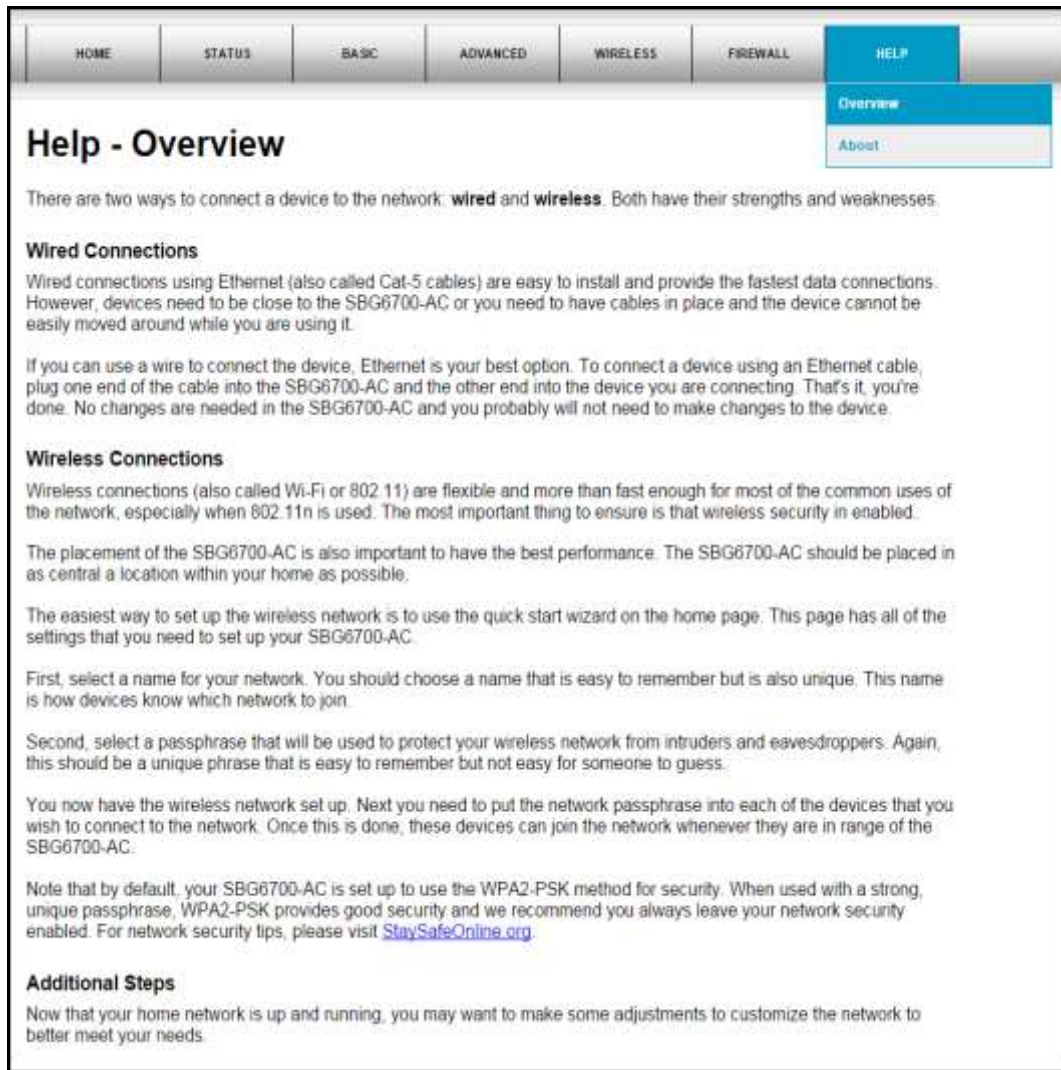 HOME STATUS BASIC ADVANCED WIRELESS FIREWALL HELP
Overview
About
Help - Overview
There are two ways to connect a device to the network: wired and wireless. Both have their strengths and weaknesses.
Wired Connections
Wired connections using Ethernet (also called Cat-5 cables) are easy to install and provide the fastest data connections.
However, devices need to be close to the SBG6700-AC or you need to have cables in place and the device cannot be
easily moved around while you are using it.
If you can use a wire to connect the device, Ethernet is your best option. To connect a device using an Ethernet cable,
plug one end of the cable into the SBG6700-AC and the other end into the device you are connecting. That's it, you're
done. No changes are needed in the SBG6700-AC and you probably will not need to make changes to the device.
Wireless Connections
Wireless connections (also called Wi-Fi or 802.11) are flexible and more than fast enough for most of the common uses of
the network, especially when 802.11n is used. The most important thing to ensure is that wireless security in enabled.
The placement of the SBG6700-AC is also important to have the best performance. The SBG6700-AC should be placed in
as central a location within your home as possible.
The easiest way to set up the wireless network is to use the quick start wizard on the home page. This page has all of the
settings that you need to set up your SBG6700-AC.
First, select a name for your network. You should choose a name that is easy to remember but is also unique. This name
is how devices know which network to join.
Second, select a passphrase that will be used to protect your wireless network from intruders and eavesdroppers. Again,
this should be a unique phrase that is easy to remember but not easy for someone to guess.
You now have the wireless network set up. Next you need to put the network passphrase into each of the devices that you
wish to connect to the network. Once this is done, these devices can join the network whenever they are in range of the
SBG6700-AC.
Note that by default, your SBG6700-AC is set up to use the WPA2-PSK method for security. When used with a strong,
unique passphrase, WPA2-PSK provides good security and we recommend you always leave your network security
enabled. For network security tips, please visit StaySafeOnline.org.
Additional Steps
Now that your home network is up and running, you may want to make some adjustments to customize the network to
better meet your needs.